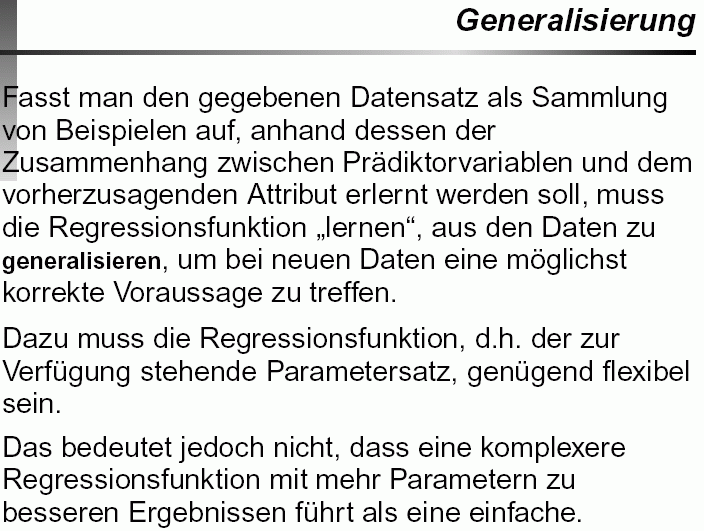 Generalisierung
Fasst man den gegebenen Datensatz als Sammlung
von Beispielen auf, anhand dessen der
Zusammenhang zwischen Prädiktorvariablen und dem
vorherzusagenden Attribut erlernt werden soll, muss
die Regressionsfunktion „lernen“, aus den Daten zu
generalisieren, um bei neuen Daten eine möglichst
korrekte Voraussage zu treffen.
Dazu muss die Regressionsfunktion, d.h. der zur
Verfügung stehende Parametersatz, genügend flexibel
sein.
Das bedeutet jedoch nicht, dass eine komplexere
Regressionsfunktion mit mehr Parametern zu
besseren Ergebnissen führt als eine einfache.